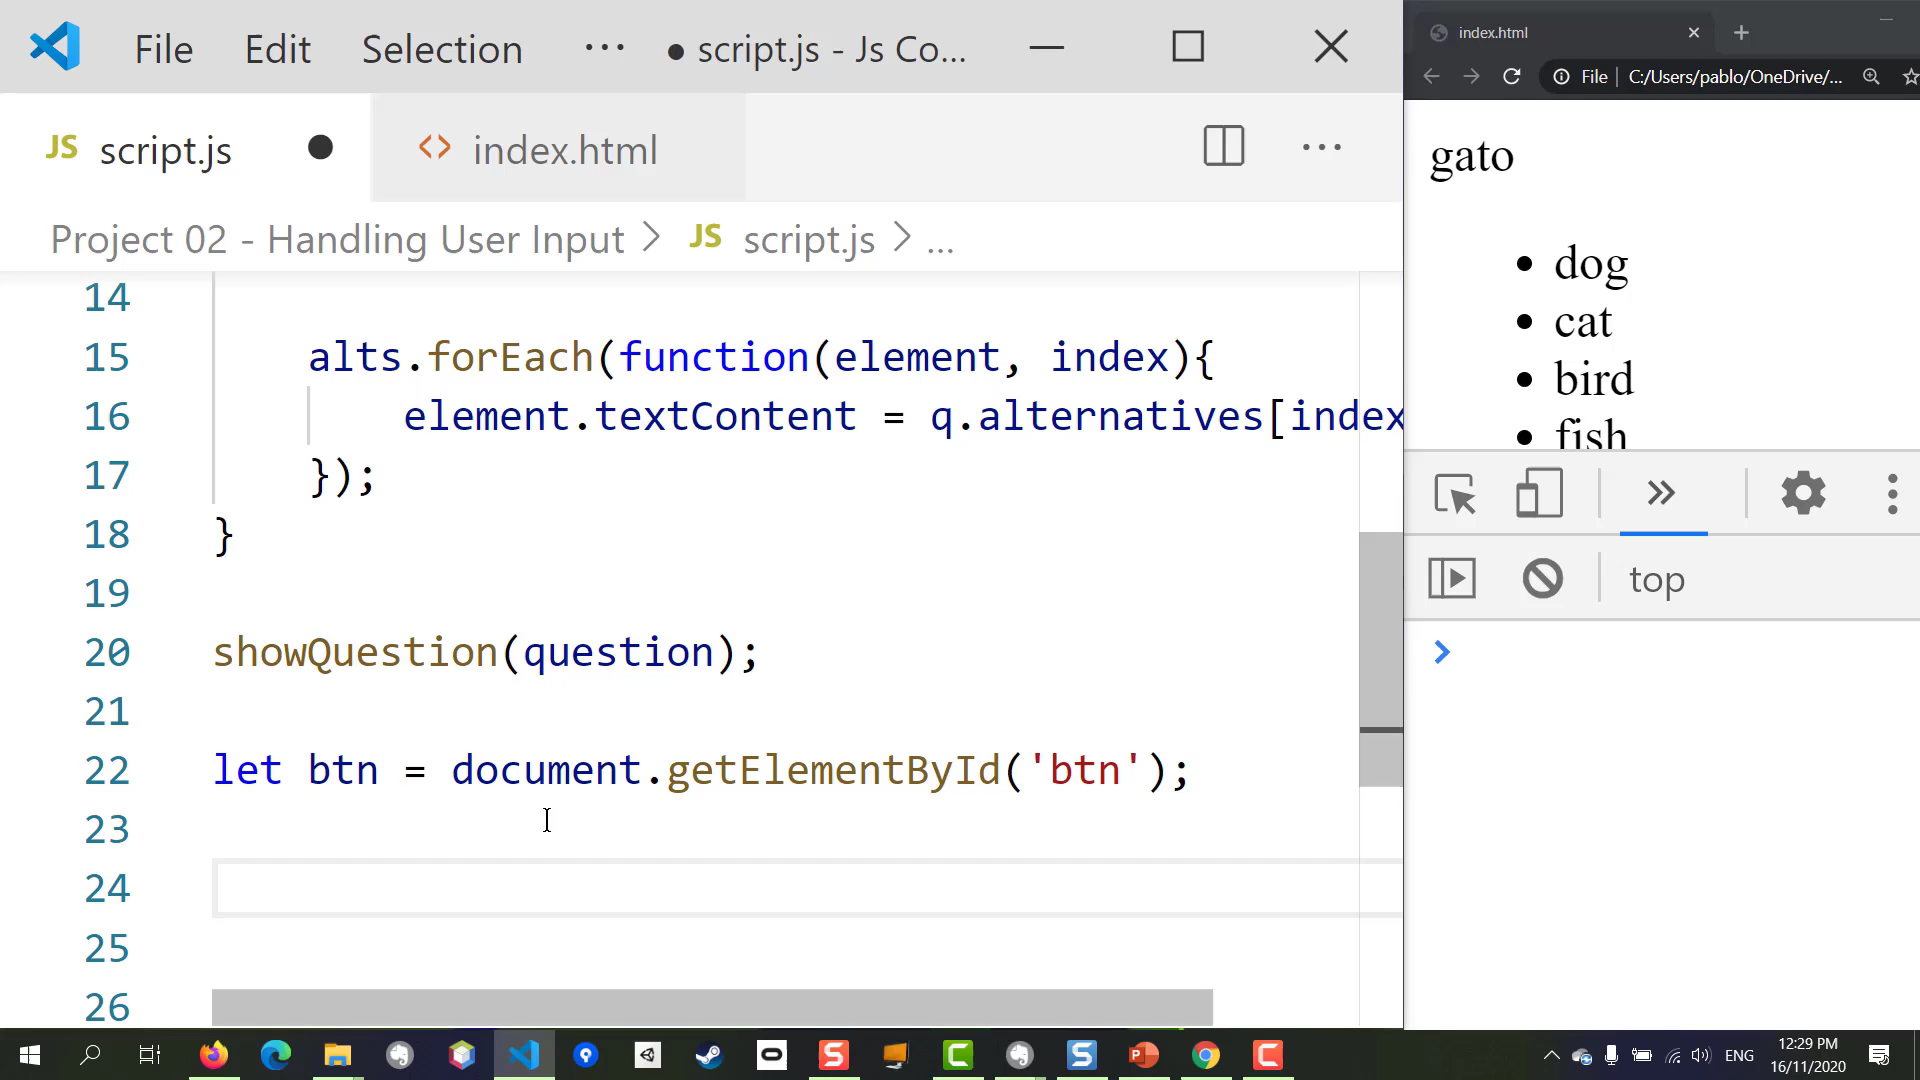 File Edit Selection ··· ● script.js - Js Co...
JS script.js ● <> index.html ···
Project 02 - Handling User Input > JS script.js > ...
14
15 alts.forEach(function(element, index){
16 element.textContent = q.alternatives[index
17 });
18 }
19
20 showQuestion(question);
21
22 let btn = document.getElementById('btn');
23
24
25
26
index.html
File | C:/Users/pablo/OneDrive/...
gato
• dog
• cat
• bird
• fish
top
ENG
12:29 PM
16/11/2020